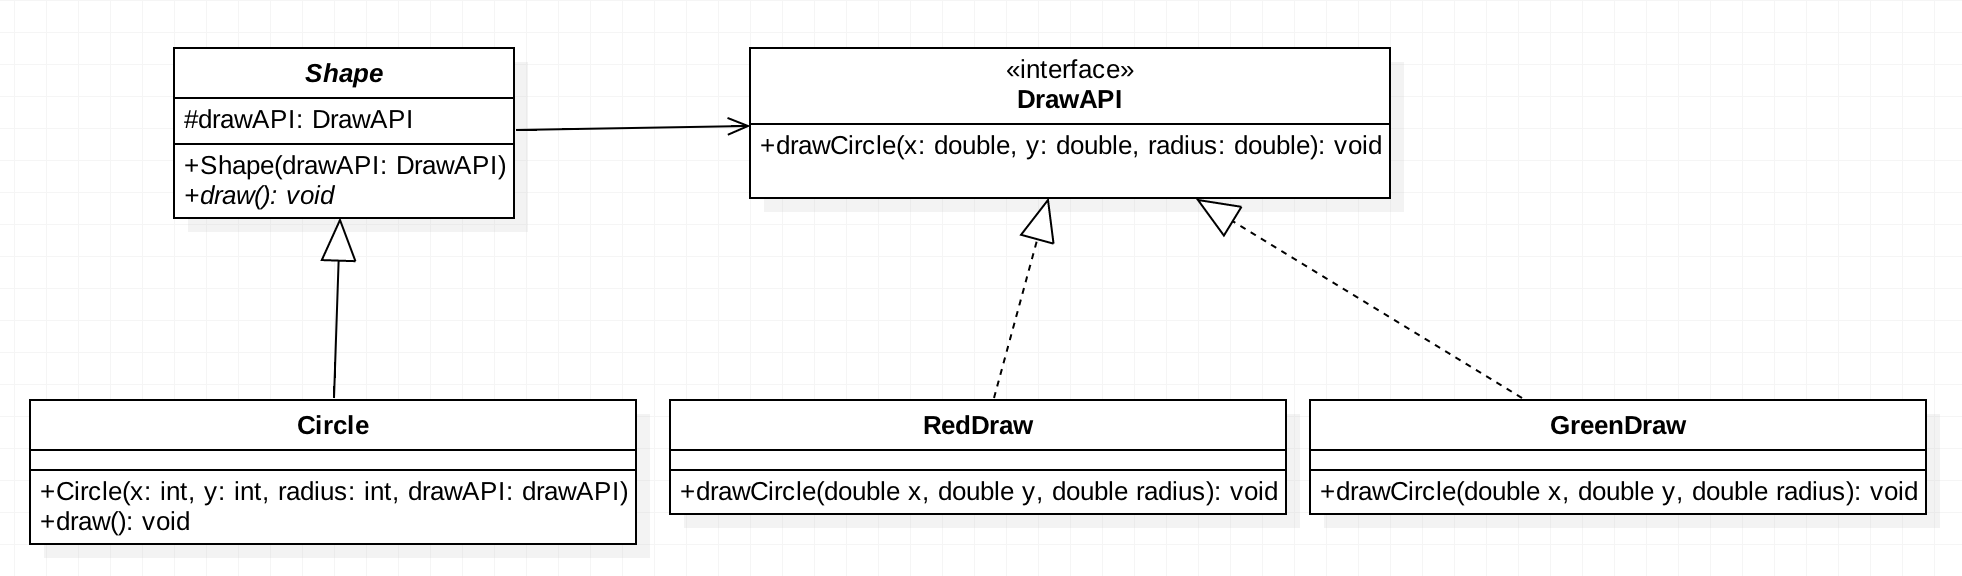 Shape
#drawAPI: DrawAPI
+Shape(drawAPI: DrawAPI)
+draw(): void
«interface»
DrawAPI
+drawCircle(x: double, y: double, radius: double): void
Circle
+Circle(x: int, y: int, radius: int, drawAPI: drawAPI)
+draw(): void
RedDraw
+drawCircle(double x, double y, double radius): void
GreenDraw
+drawCircle(double x, double y, double radius): void